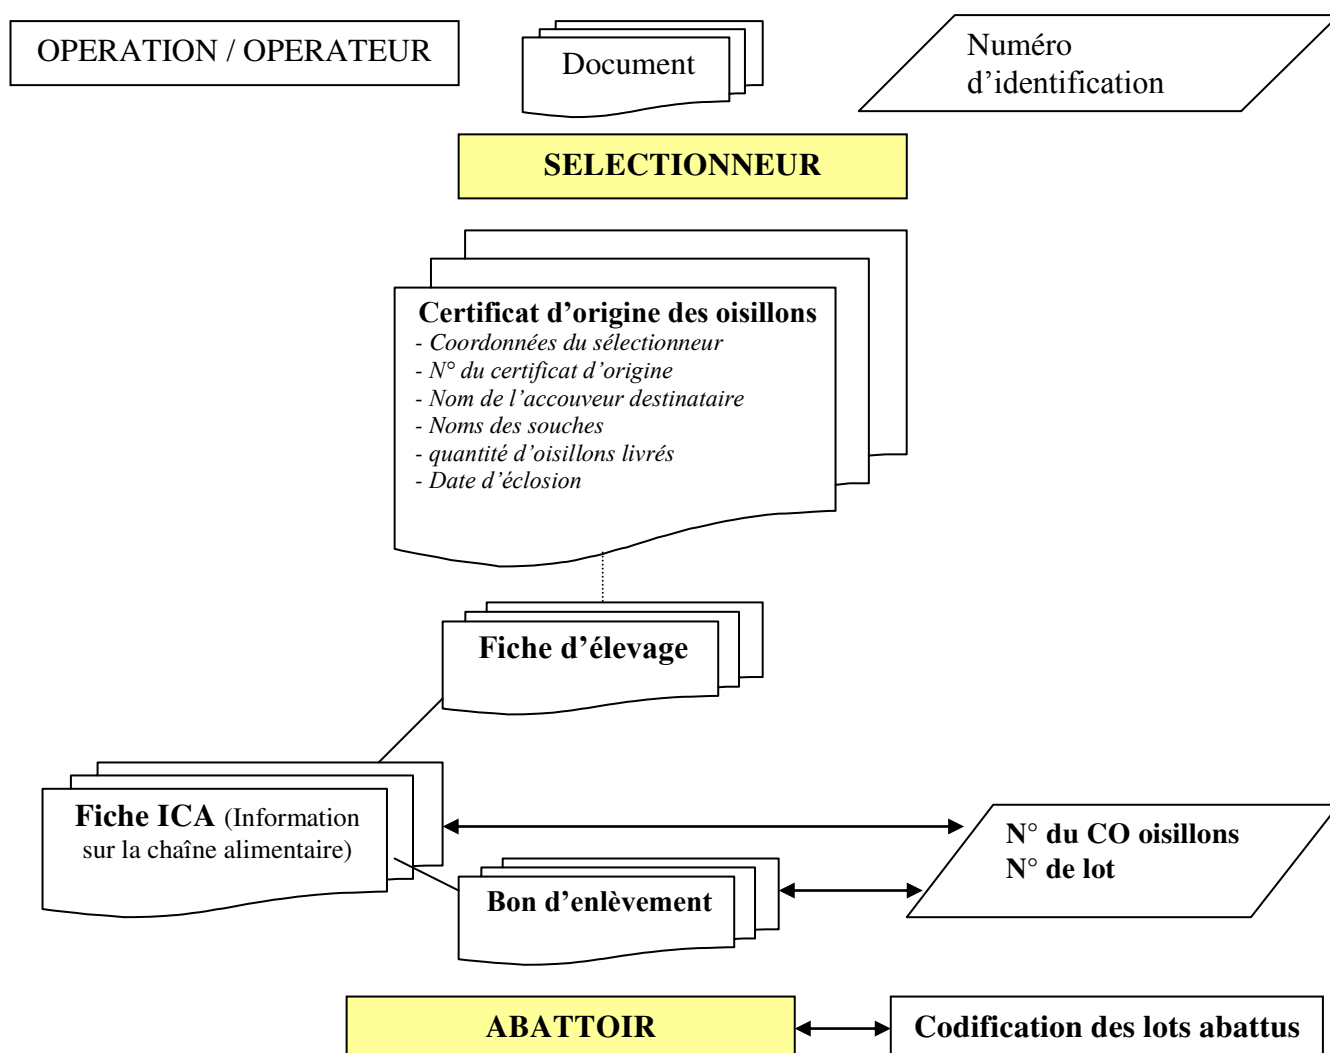 OPERATION / OPERATEUR
Document
Numéro
d’identification
SELECTIONNEUR
Certificat d’origine des oisillons
- Coordonnées du sélectionneur
- N° du certificat d’origine
- Nom de l’accouveur destinataire
- Noms des souches
- quantité d’oisillons livrés
- Date d’éclosion
Fiche d’élevage
Fiche ICA (Information
sur la chaîne alimentaire)
N° du CO oisillons
N° de lot
Bon d’enlèvement
ABATTOIR
Codification des lots abattus